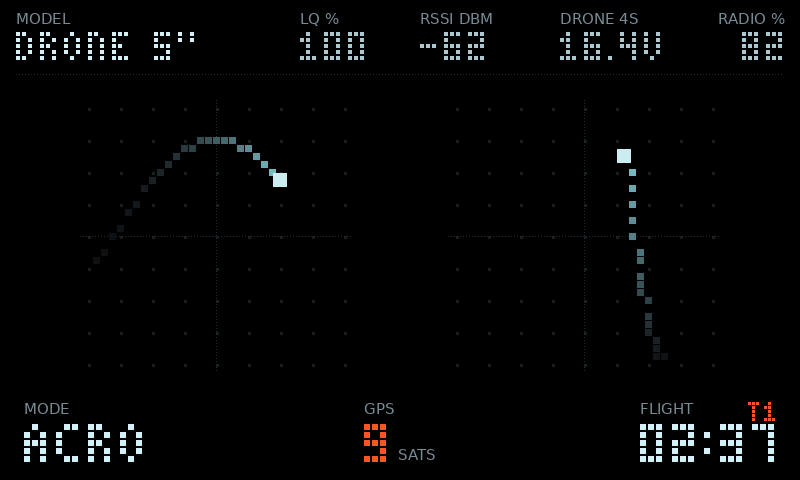 MODEL LQ % RSSI DBM DRONE 4S RADIO %
DRONE 5" 100 -62 16.4V 82
MODE GPS FLIGHT T1
ACRO 9 SATS 02:37